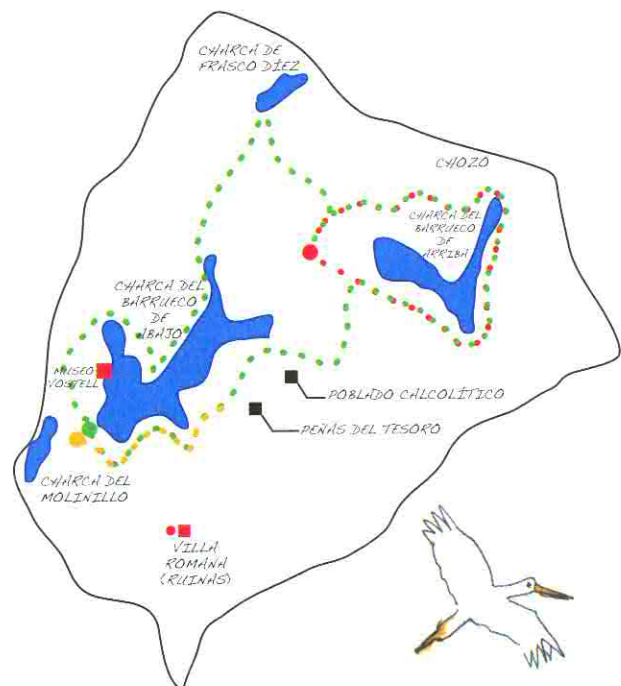 CHARCA DE
FRASCO DÍEZ
CHOZO
CHARCA DEL
BARRUECO
DE
ARRIBA
CHARCA DEL
BARRUECO
DE
ABAJO
MUSEO
VOSTELL
POBLADO CALCOLÍTICO
PEÑAS DEL TESORO
CHARCA DEL
MOLINILLO
VILLA
ROMANA
(RUINAS)